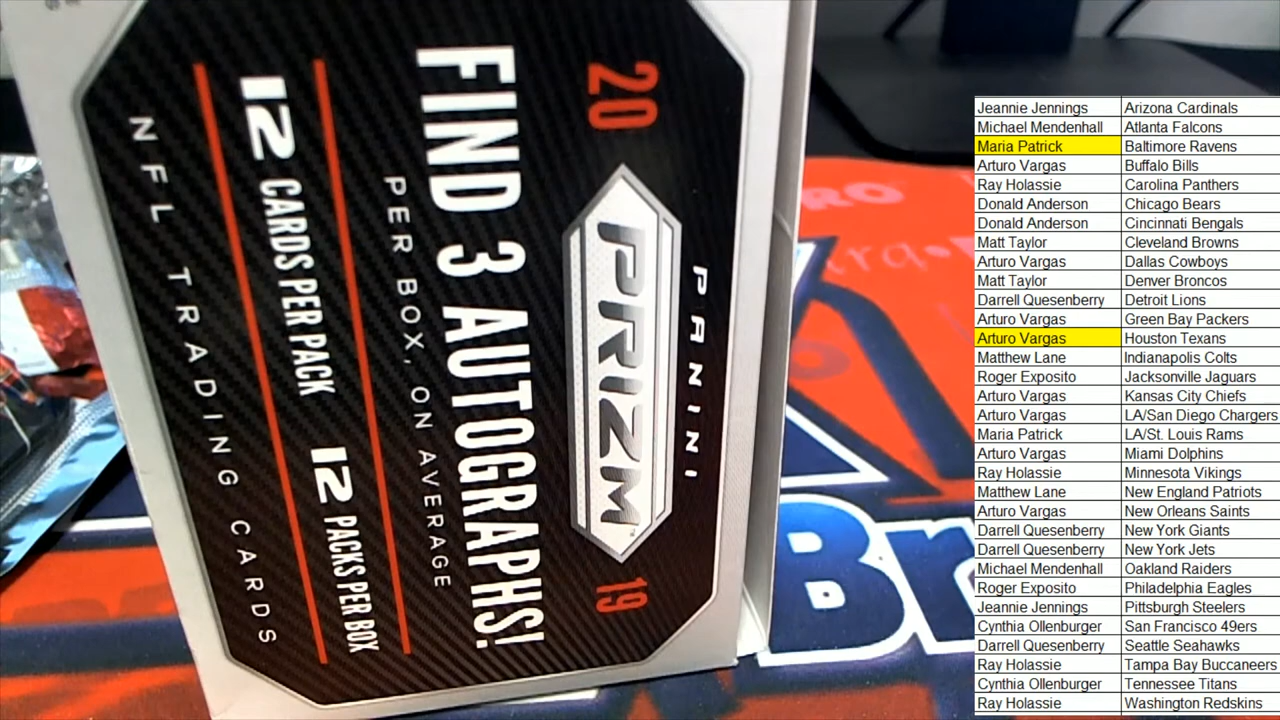 20 19
PANINI
PRIZM
FIND 3 AUTOGRAPHS!
PER BOX, ON AVERAGE
12 CARDS PER PACK 12 PACKS PER BOX
NFL TRADING CARDS
Br
Jeannie Jennings Arizona Cardinals
Michael Mendenhall Atlanta Falcons
Maria Patrick Baltimore Ravens
Arturo Vargas Buffalo Bills
Ray Holassie Carolina Panthers
Donald Anderson Chicago Bears
Donald Anderson Cincinnati Bengals
Matt Taylor Cleveland Browns
Arturo Vargas Dallas Cowboys
Matt Taylor Denver Broncos
Darrell Quesenberry Detroit Lions
Arturo Vargas Green Bay Packers
Arturo Vargas Houston Texans
Matthew Lane Indianapolis Colts
Roger Exposito Jacksonville Jaguars
Arturo Vargas Kansas City Chiefs
Arturo Vargas LA/San Diego Chargers
Maria Patrick LA/St. Louis Rams
Arturo Vargas Miami Dolphins
Ray Holassie Minnesota Vikings
Matthew Lane New England Patriots
Arturo Vargas New Orleans Saints
Darrell Quesenberry New York Giants
Darrell Quesenberry New York Jets
Michael Mendenhall Oakland Raiders
Roger Exposito Philadelphia Eagles
Jeannie Jennings Pittsburgh Steelers
Cynthia Ollenburger San Francisco 49ers
Darrell Quesenberry Seattle Seahawks
Ray Holassie Tampa Bay Buccaneers
Cynthia Ollenburger Tennessee Titans
Ray Holassie Washington Redskins